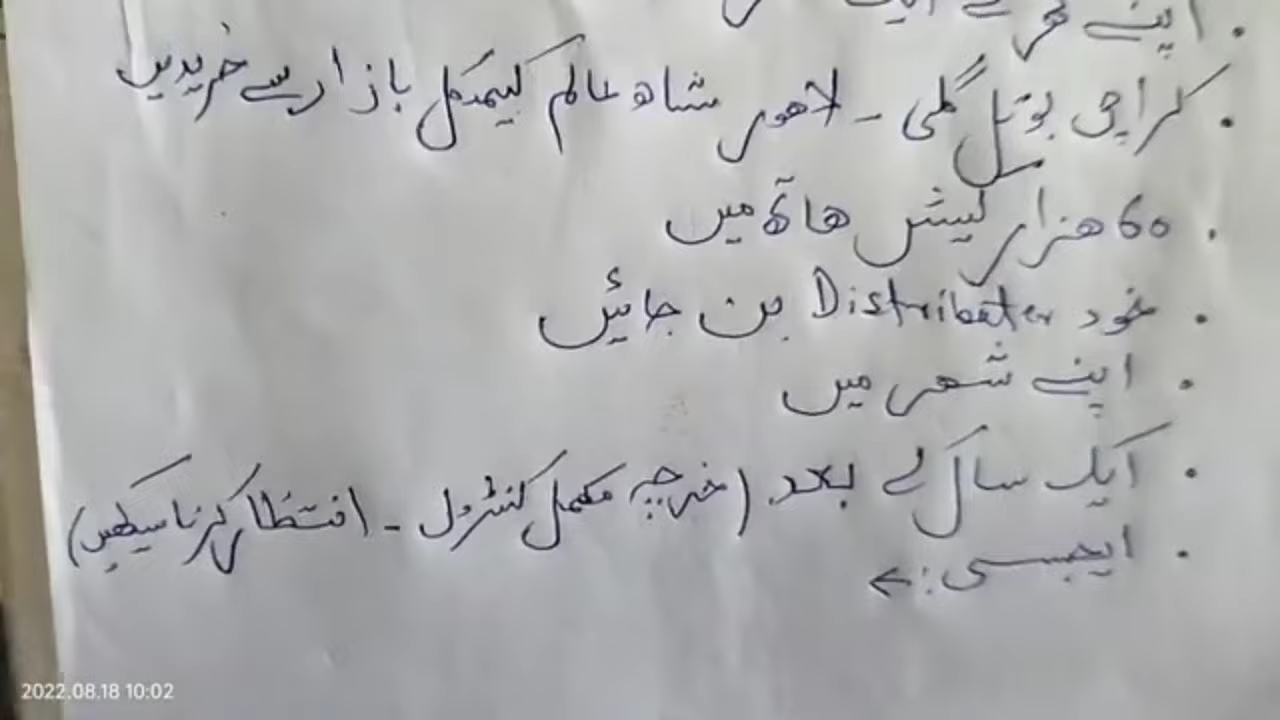 . اپنے
. کراچی بوتل گلی - لاھور شاہ عالم کیمیکل بازار سے خریدیں
. 60 ھزار کیش ھاتھ میں
. خود Distributer بن جائیں
. اپنے شھر میں
. ایک سال کے بعد (خرچہ مکمل کنٹرول - انتظار کرنا سیکھیں)
. ایجنسی :←
2022.08.18 10:02